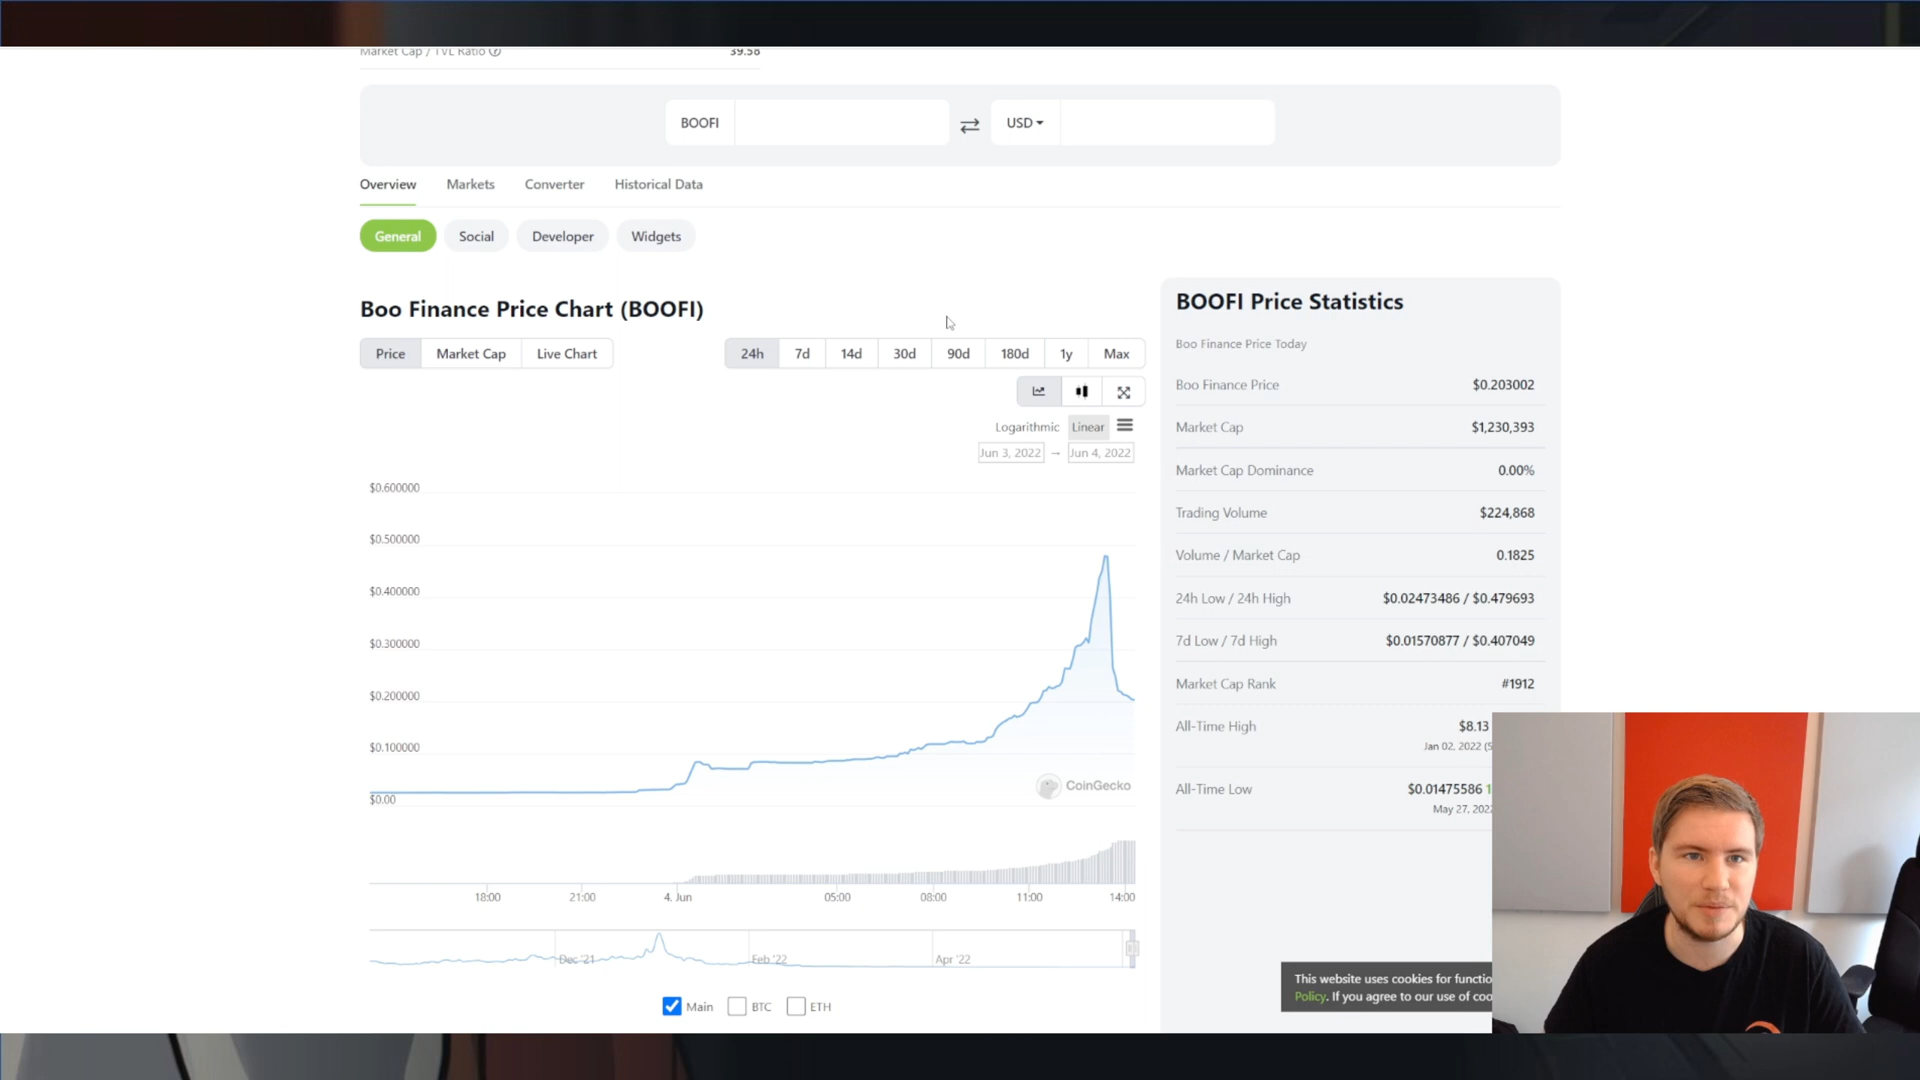 Market Cap / TVL Ratio
39.58
BOOFI
USD
Overview Markets Converter Historical Data
General Social Developer Widgets
Boo Finance Price Chart (BOOFI)
Price Market Cap Live Chart
24h 7d 14d 30d 90d 180d 1y Max
Logarithmic Linear
Jun 3, 2022 → Jun 4, 2022
$0.600000
$0.500000
$0.400000
$0.300000
$0.200000
$0.100000
$0.00
CoinGecko
18:00 21:00 4. Jun 05:00 08:00 11:00 14:00
Dec '21 Feb '22 Apr '22
Main BTC ETH
BOOFI Price Statistics
Boo Finance Price Today
Boo Finance Price $0.203002
Market Cap $1,230,393
Market Cap Dominance 0.00%
Trading Volume $224,868
Volume / Market Cap 0.1825
24h Low / 24h High $0.02473486 / $0.479693
7d Low / 7d High $0.01570877 / $0.407049
Market Cap Rank #1912
All-Time High $8.13
Jan 02, 2022 (5
All-Time Low $0.01475586 1
May 27, 202
This website uses cookies for functio
Policy. If you agree to our use of coo